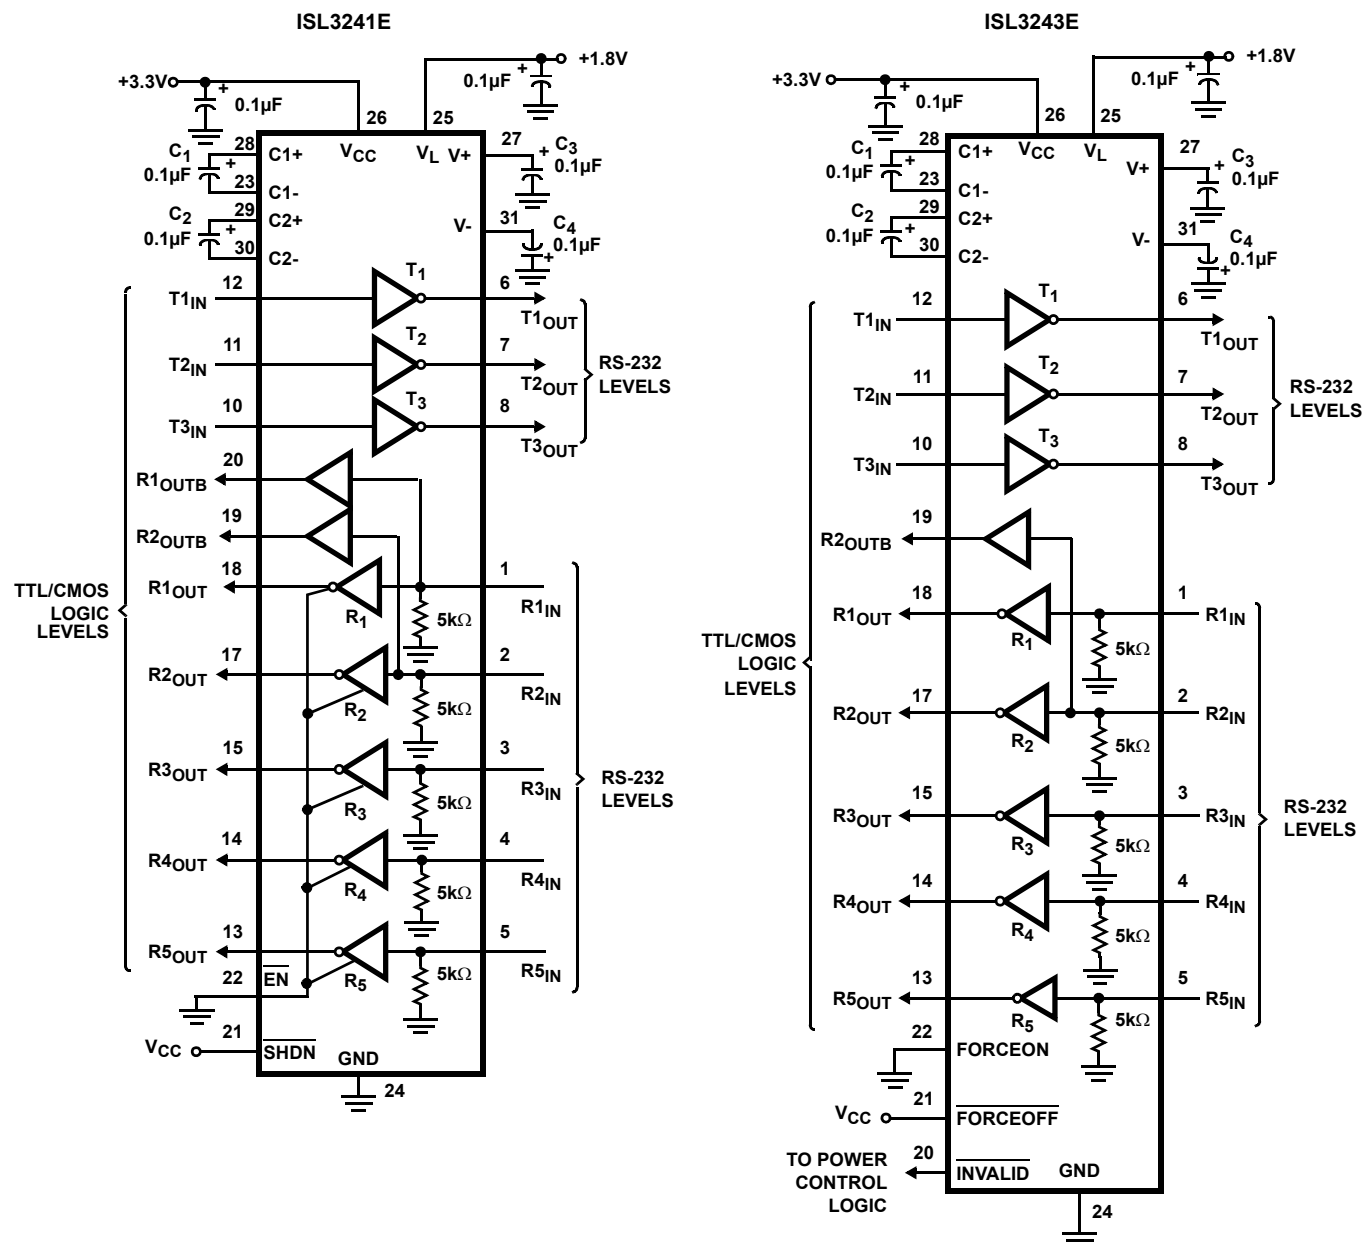 ISL3241E
+3.3V
0.1µF
0.1µF
+1.8V
26
25
28
C1
0.1µF
23
C1+
C1-
VCC
VL
V+
27
C3
0.1µF
29
C2
0.1µF
30
C2+
C2-
V-
31
C4
0.1µF
T1IN
12
T1
6
T1OUT
T2IN
11
T2
7
T2OUT
RS-232
LEVELS
T3IN
10
T3
8
T3OUT
R1OUTB
20
R2OUTB
19
TTL/CMOS
LOGIC
LEVELS
R1OUT
18
R1
5kΩ
1
R1IN
R2OUT
17
R2
5kΩ
2
R2IN
R3OUT
15
R3
5kΩ
3
R3IN
RS-232
LEVELS
R4OUT
14
R4
5kΩ
4
R4IN
R5OUT
13
R5
5kΩ
5
R5IN
22
EN
VCC
21
SHDN
GND
24
ISL3243E
+3.3V
0.1µF
0.1µF
+1.8V
26
25
28
C1
0.1µF
23
C1+
C1-
VCC
VL
V+
27
C3
0.1µF
29
C2
0.1µF
30
C2+
C2-
V-
31
C4
0.1µF
T1IN
12
T1
6
T1OUT
T2IN
11
T2
7
T2OUT
RS-232
LEVELS
T3IN
10
T3
8
T3OUT
R2OUTB
19
TTL/CMOS
LOGIC
LEVELS
R1OUT
18
R1
5kΩ
1
R1IN
R2OUT
17
R2
5kΩ
2
R2IN
R3OUT
15
R3
5kΩ
3
R3IN
RS-232
LEVELS
R4OUT
14
R4
5kΩ
4
R4IN
R5OUT
13
R5
5kΩ
5
R5IN
22
FORCEON
VCC
21
FORCEOFF
TO POWER
CONTROL
LOGIC
20
INVALID
GND
24